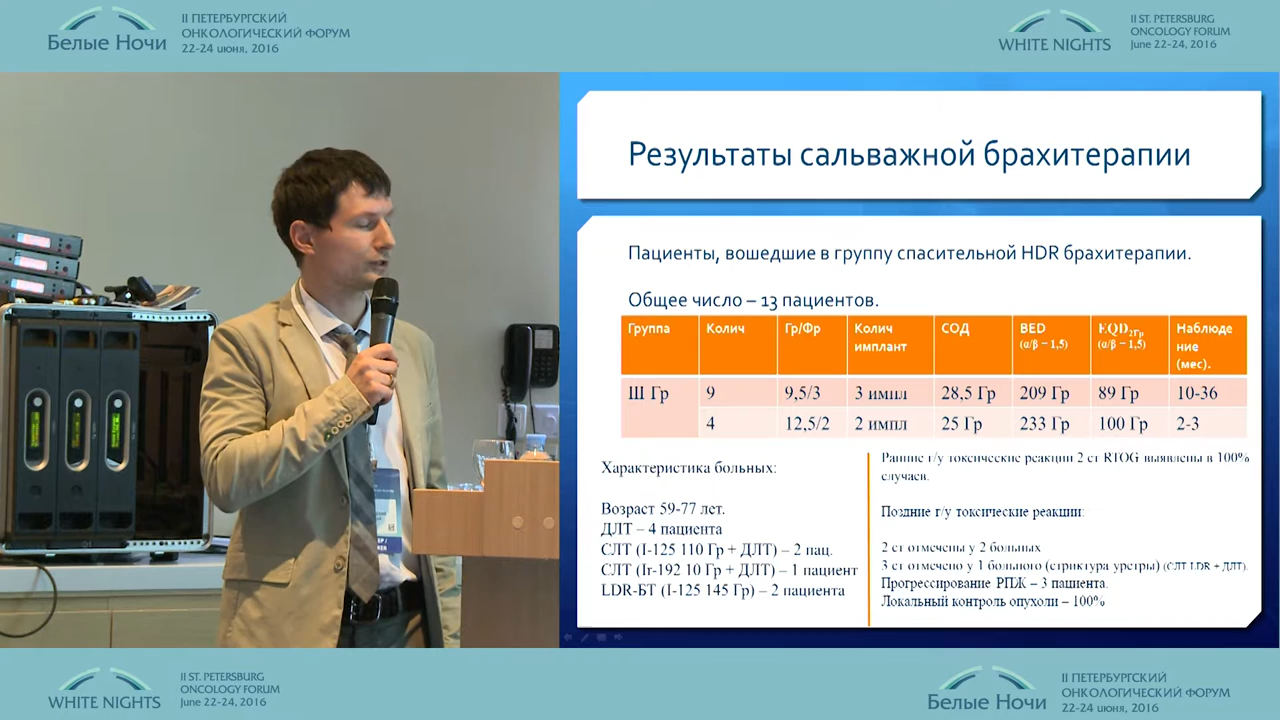 II ПЕТЕРБУРГСКИЙ
ОНКОЛОГИЧЕСКИЙ ФОРУМ
Белые Ночи
22-24 июня, 2016
II ST. PETERSBURG
ONCOLOGY FORUM
WHITE NIGHTS
June 22-24, 2016
Результаты сальважной брахитерапии
Пациенты, вошедшие в группу спасительной HDR брахитерапии.
Общее число – 13 пациентов.
Группа Колич Гр/Фр Колич имплант СОД BED (α/β – 1,5) EQD2Гр (α/β – 1,5) Наблюде ние (мес).
III Гр 9 9,5/3 3 импл 28,5 Гр 209 Гр 89 Гр 10-36
4 12,5/2 2 импл 25 Гр 233 Гр 100 Гр 2-3
Характеристика больных:
Возраст 59-77 лет.
ДЛТ – 4 пациента
СЛТ (I-125 110 Гр + ДЛТ) – 2 пац.
СЛТ (Ir-192 10 Гр + ДЛТ) – 1 пациент
LDR-БТ (I-125 145 Гр) – 2 пациента
Ранние г/у токсические реакции 2 ст RTOG выявлены в 100%
случаей.
Поздние г/у токсические реакции:
2 ст отмечены у 2 больных
3 ст отмечено у 1 больного (структура уретры) (СЛТ LDR + ДЛТ).
Прогрессирование РПЖ – 3 пациента.
Локальный контроль опухоли – 100%
WHITE NIGHTS
II ST. PETERSBURG
ONCOLOGY FORUM
June 22-24, 2016
Белые Ночи
II ПЕТЕРБУРГСКИЙ
ОНКОЛОГИЧЕСКИЙ ФОРУМ
22-24 июня, 2016